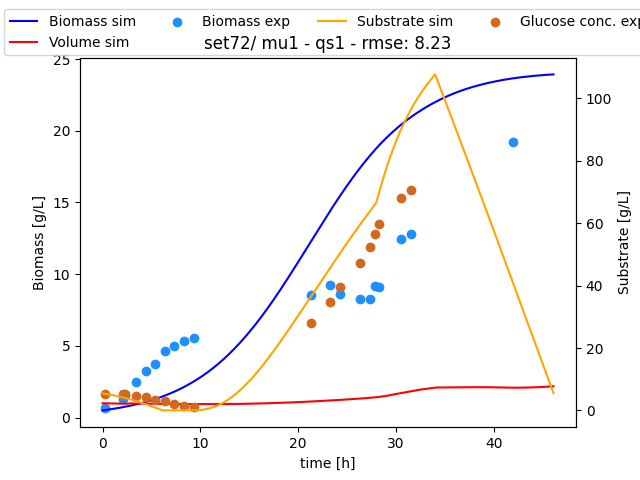 Biomass sim
Biomass exp
Substrate sim
Glucose conc. exp
Volume sim
set72/ mu1 - qs1 - rmse: 8.23
25
20
15
10
5
0
Biomass [g/L]
100
80
60
40
20
0
Substrate [g/L]
0
10
20
30
40
time [h]